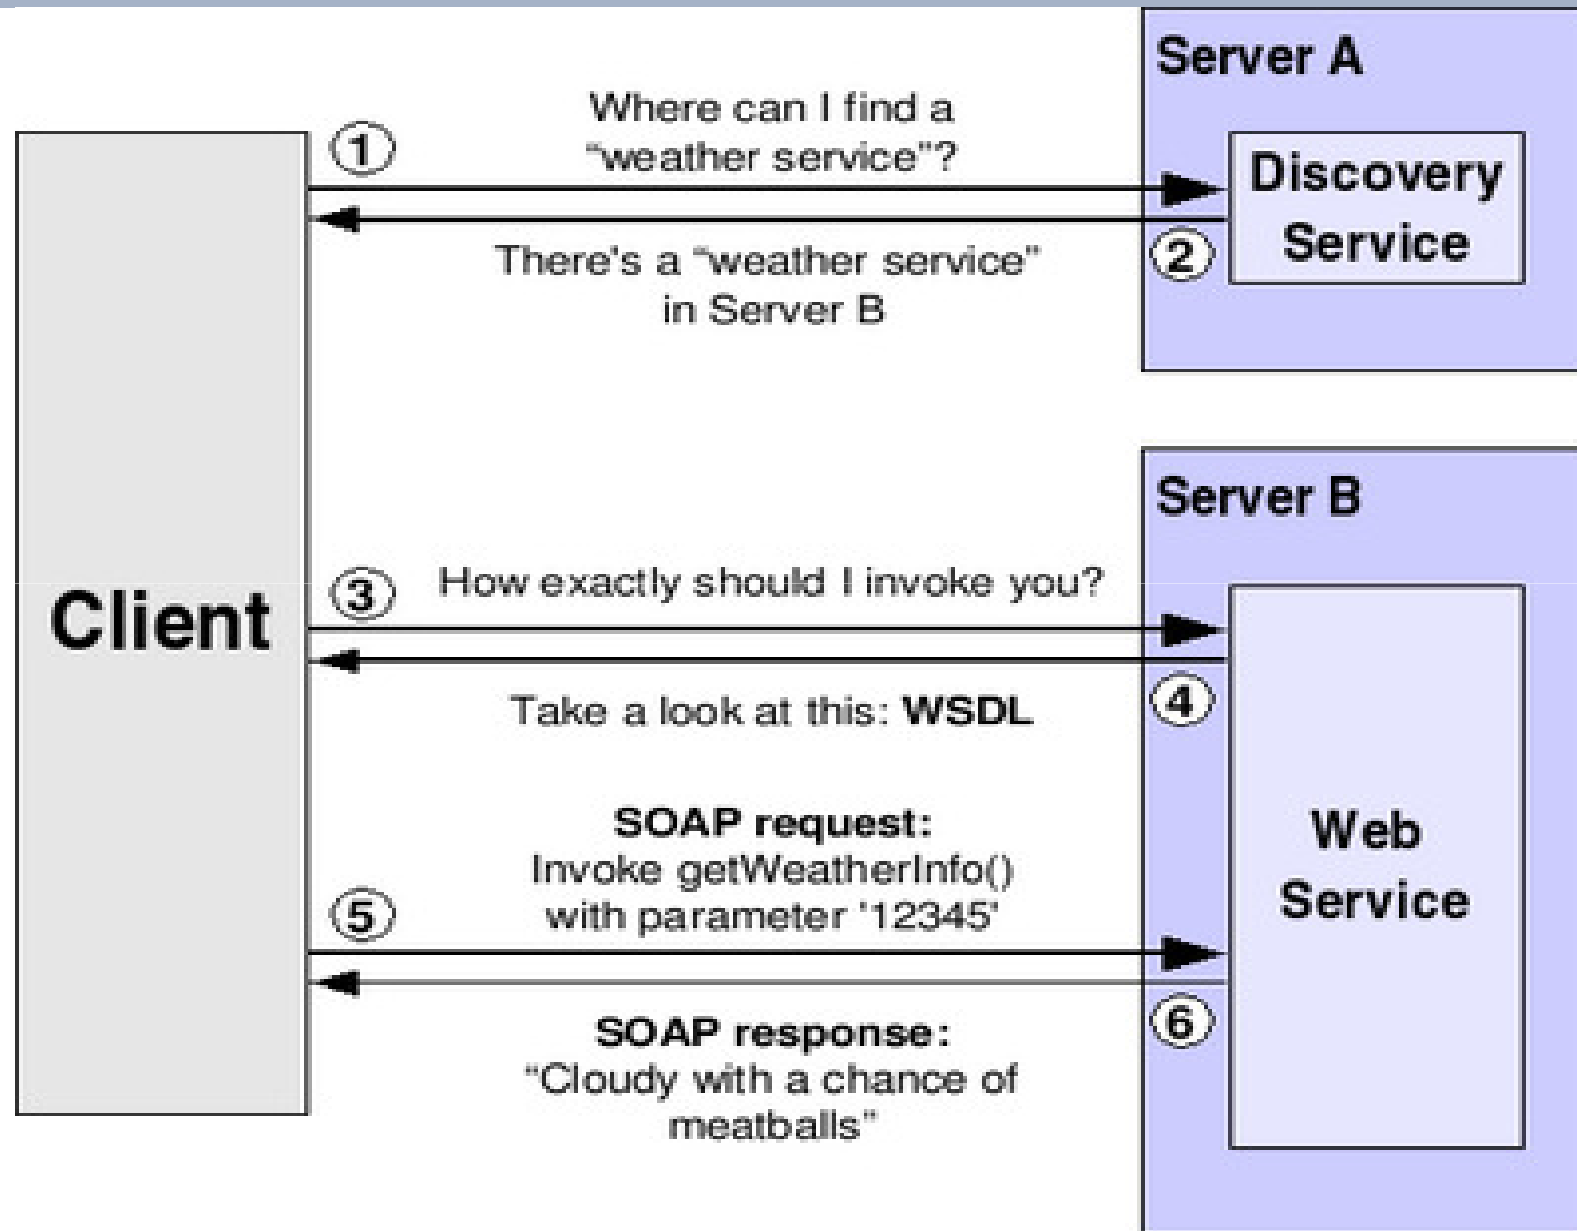 Server A
①
Where can I find a
“weather service”?
Discovery
Service
There's a “weather service”
in Server B
②
Server B
Client
③
How exactly should I invoke you?
Take a look at this: WSDL
④
SOAP request:
Invoke getWeatherInfo()
with parameter '12345'
⑤
Web
Service
SOAP response:
“Cloudy with a chance of
meatballs”
⑥